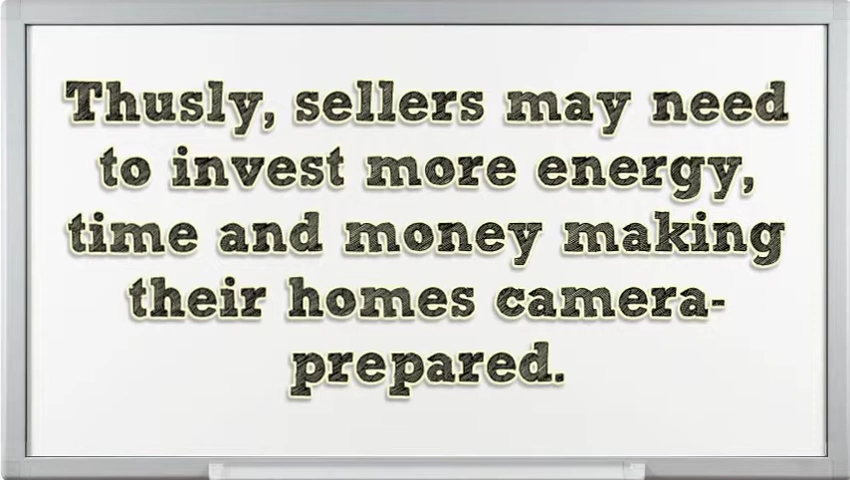 Thusly, sellers may need
to invest more energy,
time and money making
their homes camera-
prepared.